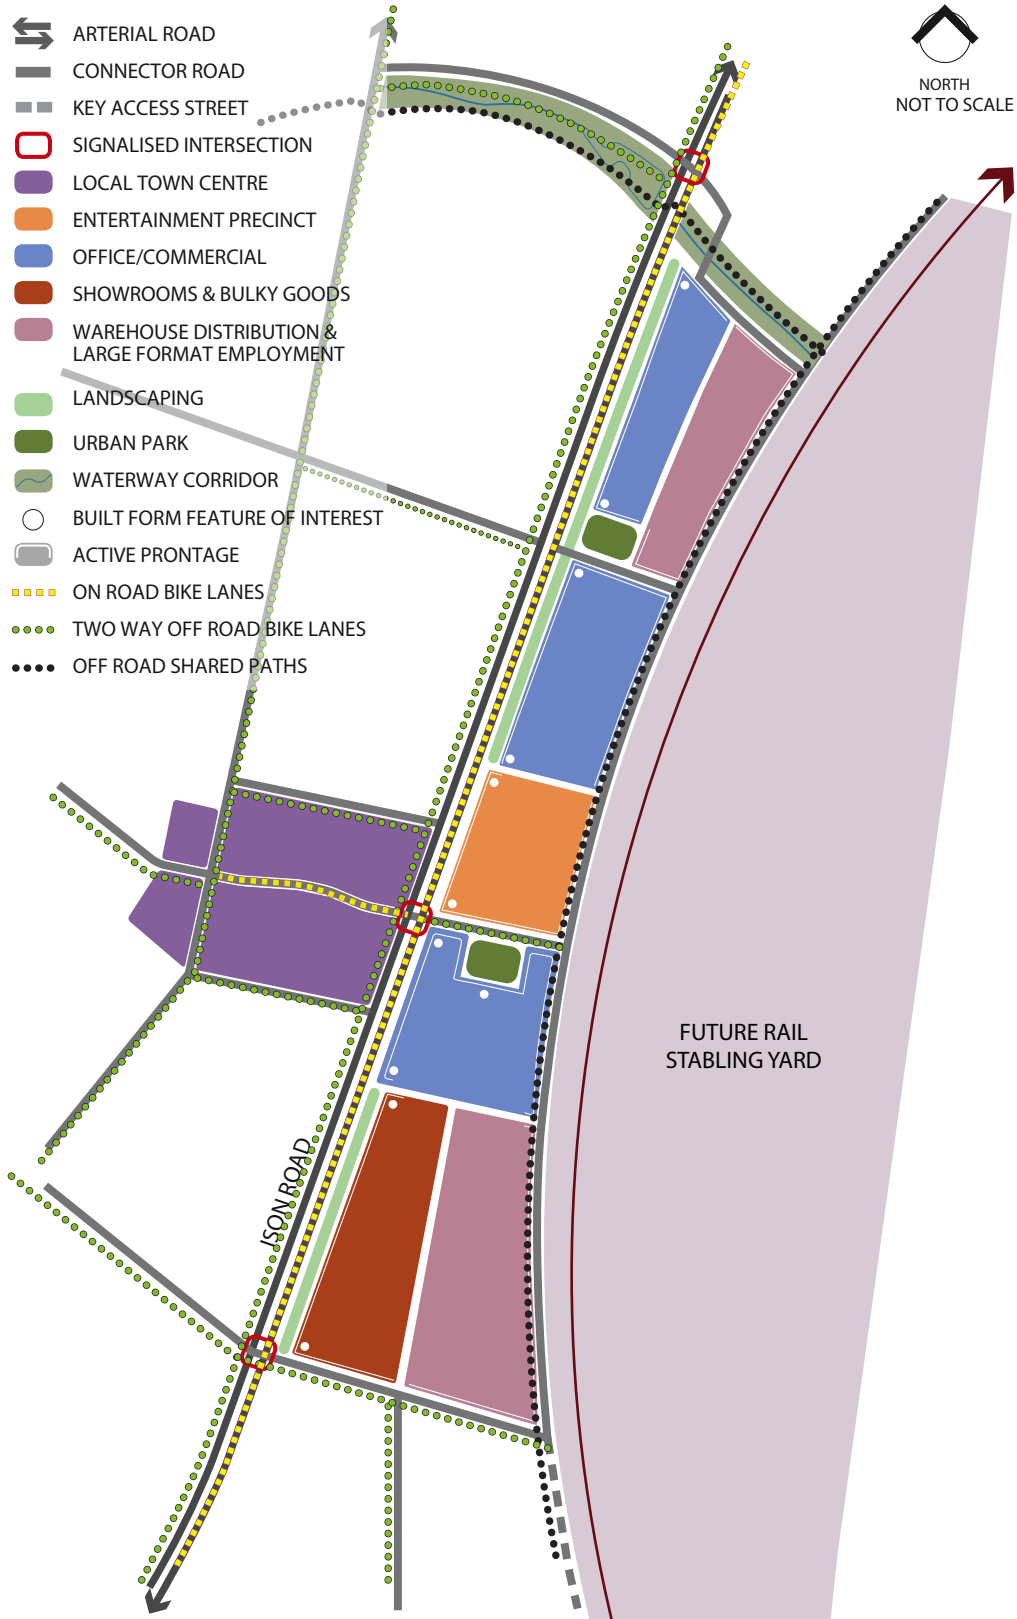 ARTERIAL ROAD
CONNECTOR ROAD
KEY ACCESS STREET
SIGNALISED INTERSECTION
LOCAL TOWN CENTRE
ENTERTAINMENT PRECINCT
OFFICE/COMMERCIAL
SHOWROOMS & BULKY GOODS
WAREHOUSE DISTRIBUTION &
LARGE FORMAT EMPLOYMENT
LANDSCAPING
URBAN PARK
WATERWAY CORRIDOR
BUILT FORM FEATURE OF INTEREST
ACTIVE PRONTAGE
ON ROAD BIKE LANES
TWO WAY OFF ROAD BIKE LANES
OFF ROAD SHARED PATHS
NORTH
NOT TO SCALE
FUTURE RAIL
STABLING YARD
ISON ROAD